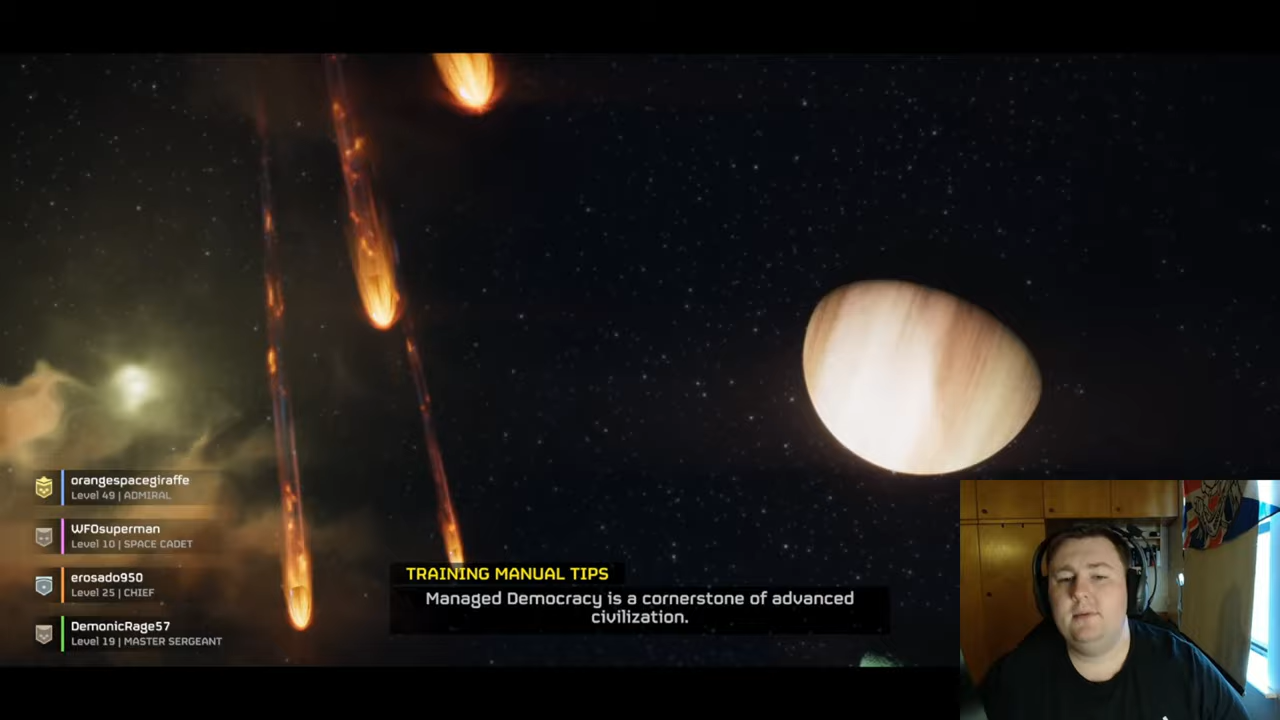 orangespacegiraffe
Level 49 | ADMIRAL
WFOsuperman
Level 10 | SPACE CADET
erosado950
Level 25 | CHIEF
DemonicRage57
Level 19 | MASTER SERGEANT
TRAINING MANUAL TIPS
Managed Democracy is a cornerstone of advanced
civilization.